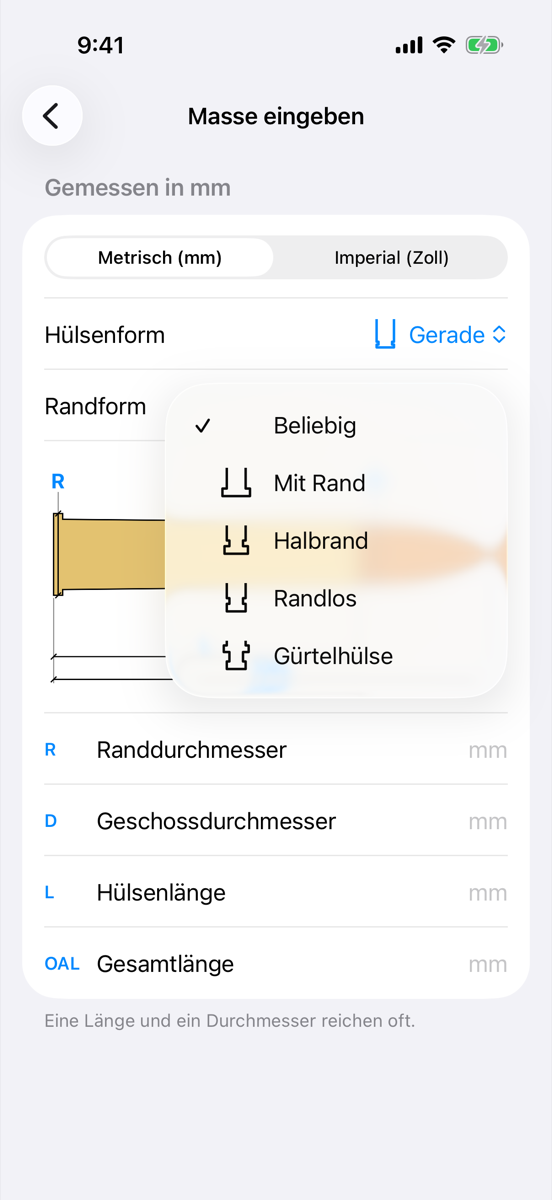 9:41
Masse eingeben
Gemessen in mm
Metrisch (mm) Imperial (Zoll)
Hülsenform Gerade
Randform
Beliebig
Mit Rand
Halbrand
Randlos
Gürtelhülse
R
R Randdurchmesser mm
D Geschossdurchmesser mm
L Hülsenlänge mm
OAL Gesamtlänge mm
Eine Länge und ein Durchmesser reichen oft.